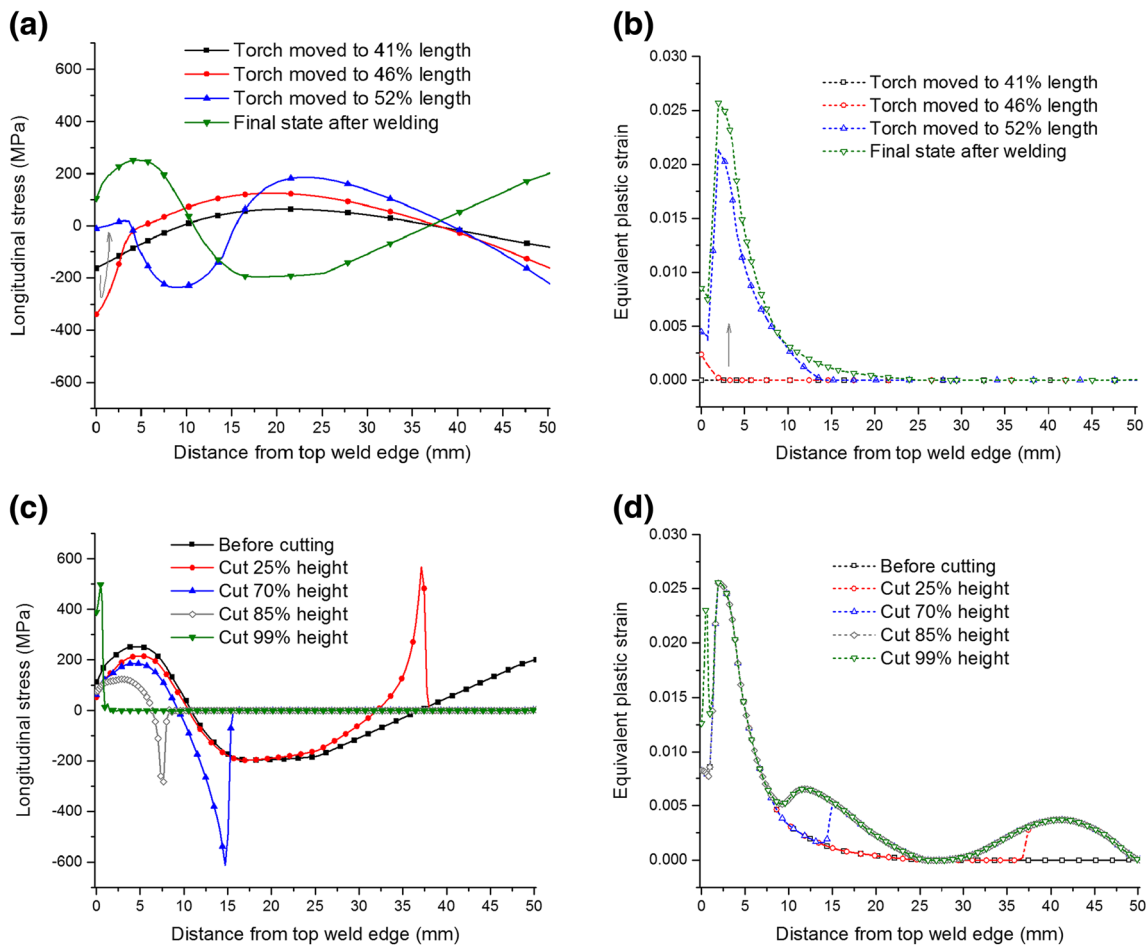 (a)
Longitudinal stress (MPa)
600
400
200
0
-200
-400
-600
Torch moved to 41% length
Torch moved to 46% length
Torch moved to 52% length
Final state after welding
0 5 10 15 20 25 30 35 40 45 50
Distance from top weld edge (mm)
(b)
Equivalent plastic strain
0.030
0.025
0.020
0.015
0.010
0.005
0.000
Torch moved to 41% length
Torch moved to 46% length
Torch moved to 52% length
Final state after welding
0 5 10 15 20 25 30 35 40 45 50
Distance from top weld edge (mm)
(c)
Longitudinal stress (MPa)
600
400
200
0
-200
-400
-600
Before cutting
Cut 25% height
Cut 70% height
Cut 85% height
Cut 99% height
0 5 10 15 20 25 30 35 40 45 50
Distance from top weld edge (mm)
(d)
Equivalent plastic strain
0.030
0.025
0.020
0.015
0.010
0.005
0.000
Before cutting
Cut 25% height
Cut 70% height
Cut 85% height
Cut 99% height
0 5 10 15 20 25 30 35 40 45 50
Distance from top weld edge (mm)